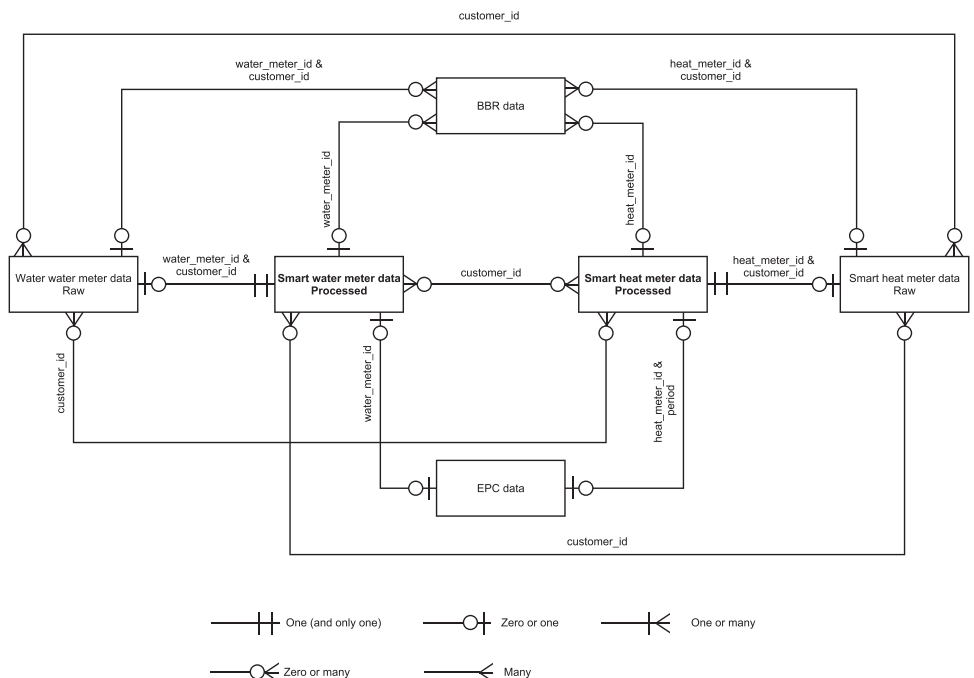 customer_id
water_meter_id &
customer_id
heat_meter_id &
customer_id
BBR data
water_meter_id
heat_meter_id
Water water meter data
Raw
water_meter_id &
customer_id
Smart water meter data
Processed
customer_id
Smart heat meter data
Processed
heat_meter_id &
customer_id
Smart heat meter data
Raw
customer_id
water_meter_id
heat_meter_id &
period
EPC data
customer_id
One (and only one)
Zero or one
One or many
Zero or many
Many